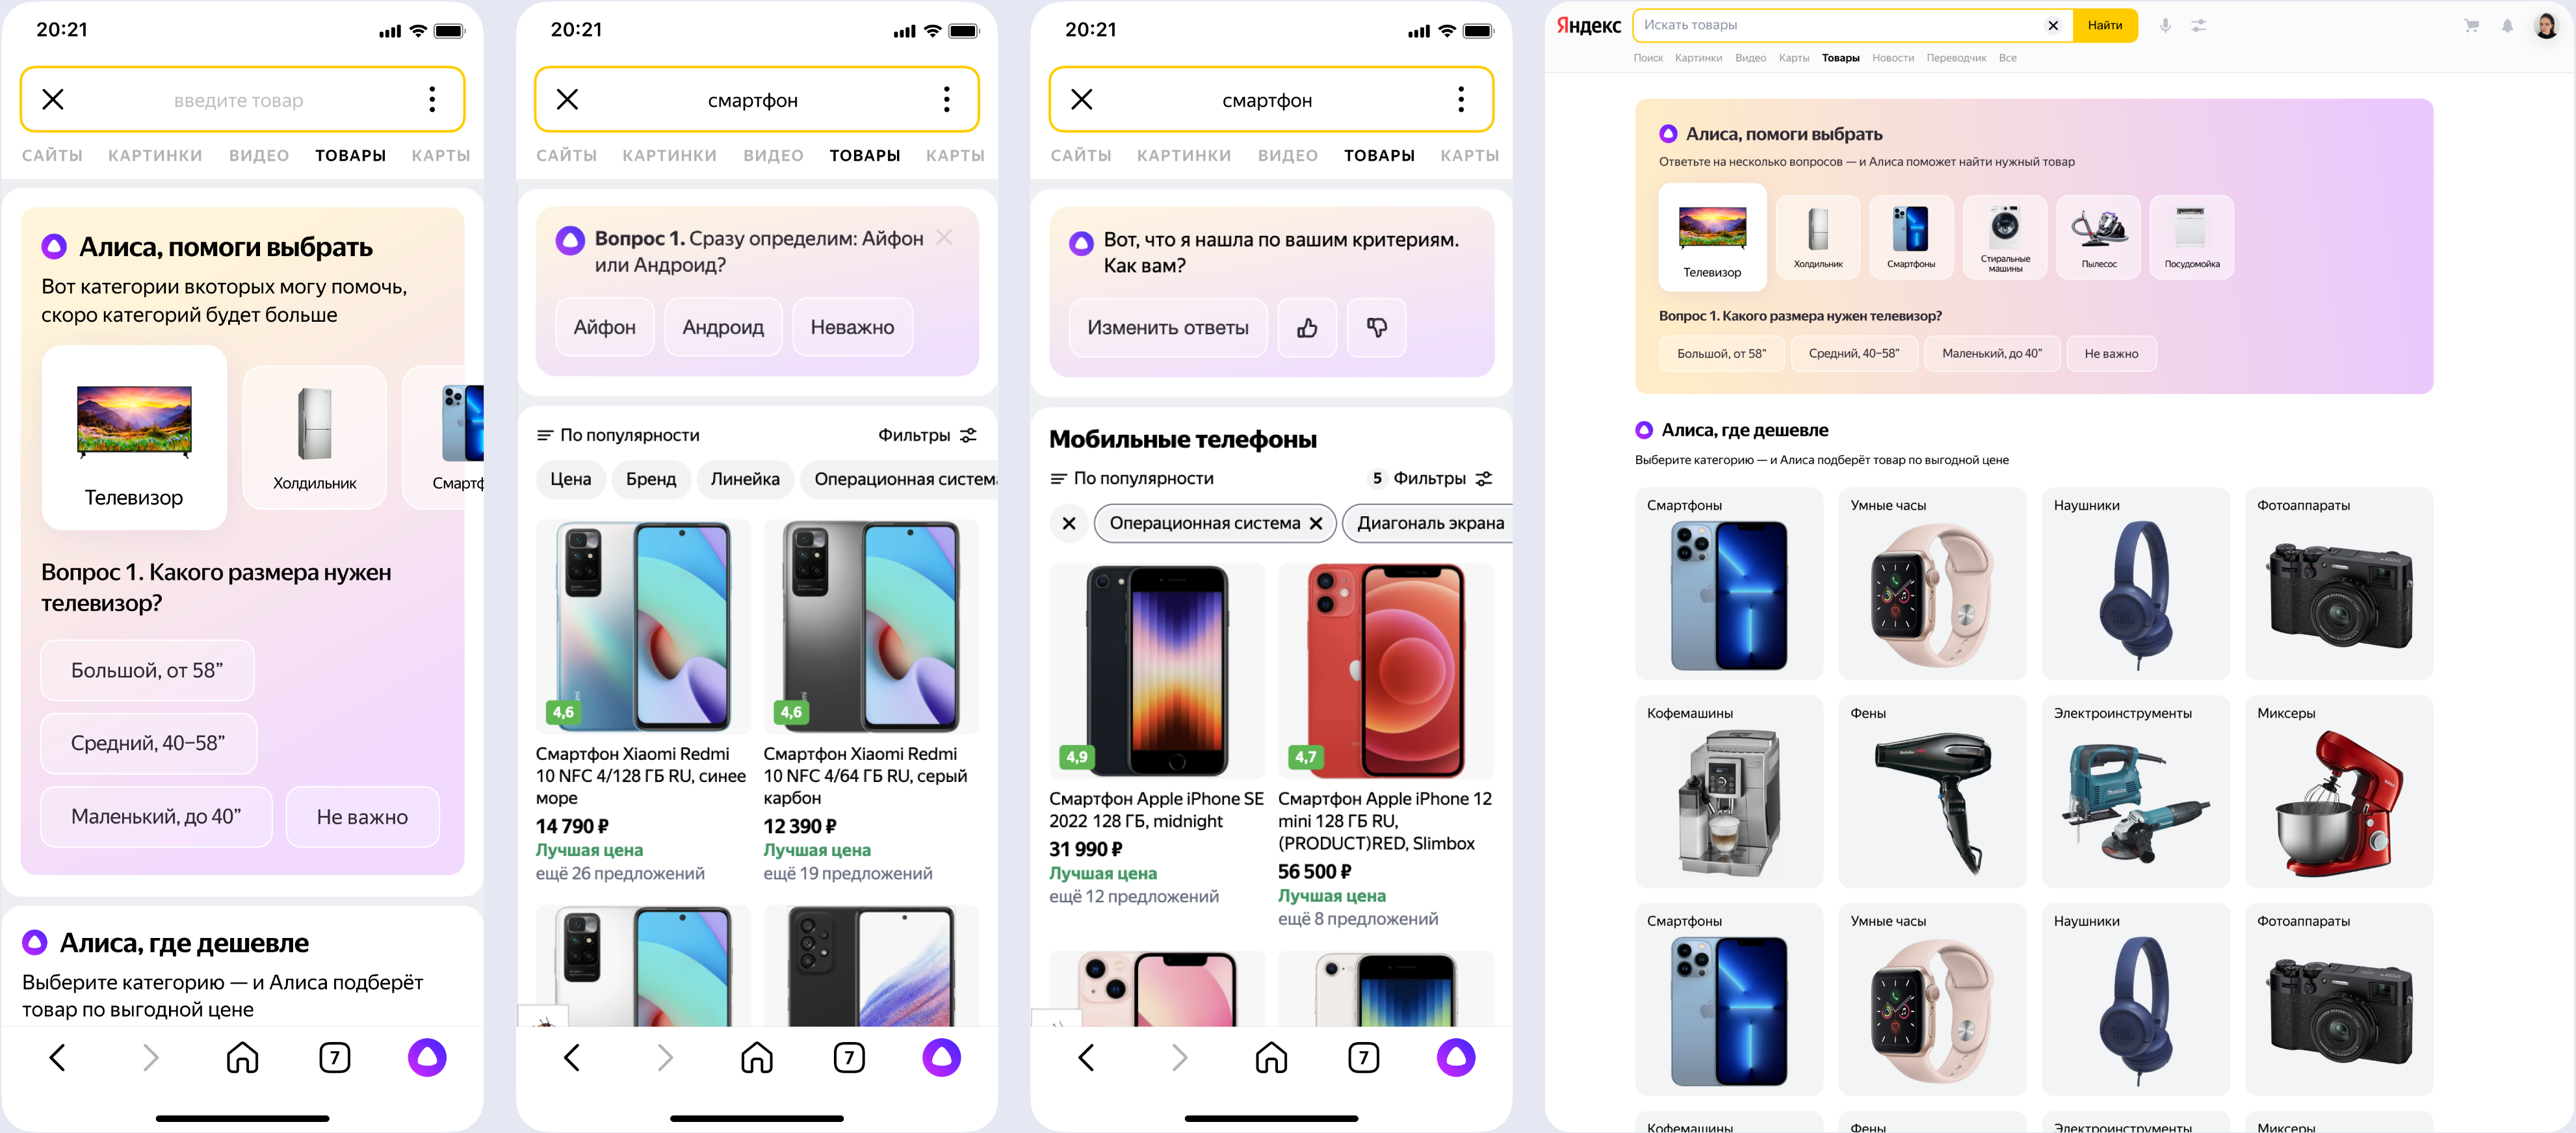 20:21
введите товар
САЙТЫ КАРТИНКИ ВИДЕО ТОВАРЫ КАРТЫ
Алиса, помоги выбрать
Вот категории вкоторых могу помочь,
скоро категорий будет больше
Телевизор
Холдильник
Смартф
Вопрос 1. Какого размера нужен
телевизор?
Большой, от 58”
Средний, 40–58”
Маленький, до 40”
Не важно
Алиса, где дешевле
Выберите категорию — и Алиса подберёт
товар по выгодной цене
7
20:21
смартфон
САЙТЫ КАРТИНКИ ВИДЕО ТОВАРЫ КАРТЫ
Вопрос 1. Сразу определим: Айфон
или Андроид?
Айфон
Андроид
Неважно
По популярности
Фильтры
Цена
Бренд
Линейка
Операционная система
4,6
Смартфон Xiaomi Redmi
10 NFC 4/128 ГБ RU, синее
море
14 790 ₽
Лучшая цена
ещё 26 предложений
4,6
Смартфон Xiaomi Redmi
10 NFC 4/64 ГБ RU, серый
карбон
12 390 ₽
Лучшая цена
ещё 19 предложений
7
20:21
смартфон
САЙТЫ КАРТИНКИ ВИДЕО ТОВАРЫ КАРТЫ
Вот, что я нашла по вашим критериям.
Как вам?
Изменить ответы
Мобильные телефоны
По популярности
5 Фильтры
Операционная система
Диагональ экрана
4,9
Смартфон Apple iPhone SE
2022 128 ГБ, midnight
31 990 ₽
Лучшая цена
ещё 12 предложений
4,7
Смартфон Apple iPhone 12
mini 128 ГБ RU,
(PRODUCT)RED, Slimbox
56 500 ₽
Лучшая цена
ещё 8 предложений
7
Яндекс
Искать товары
Найти
Поиск Картинки Видео Карты Товары Новости Переводчик Все
Алиса, помоги выбрать
Ответьте на несколько вопросов — и Алиса поможет найти нужный товар
Телевизор
Холдильник
Смартфоны
Стиральные
машины
Пылесос
Посудомойка
Вопрос 1. Какого размера нужен телевизор?
Большой, от 58”
Средний, 40–58”
Маленький, до 40”
Не важно
Алиса, где дешевле
Выберите категорию — и Алиса подберёт товар по выгодной цене
Смартфоны
Умные часы
Наушники
Фотоаппараты
Кофемашины
Фены
Электроинструменты
Миксеры
Смартфоны
Умные часы
Наушники
Фотоаппараты
Кофемашины
Фены
Электроинструменты
Миксеры